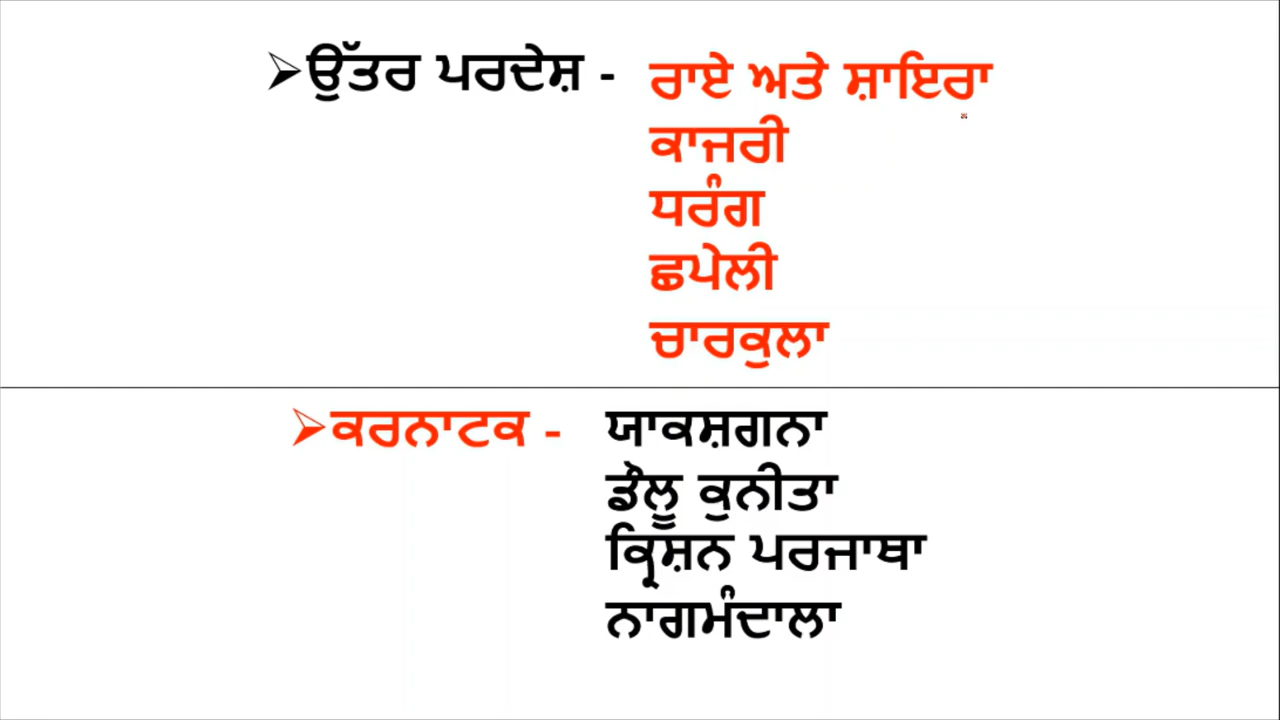 ➢ਉੱਤਰ ਪਰਦੇਸ਼ - ਰਾਏ ਅਤੇ ਸ਼ਾਇਰਾ
ਕਾਜਰੀ
ਧਰੰਗ
ਛਪੇਲੀ
ਚਾਰਕੁਲਾ
➢ਕਰਨਾਟਕ - ਯਾਕਸ਼ਗਨਾ
ਡੌਲੂ ਕੁਨੀਤਾ
ਕ੍ਰਿਸ਼ਨ ਪਰਜਾਥਾ
ਨਾਗਮੰਦਾਲਾ